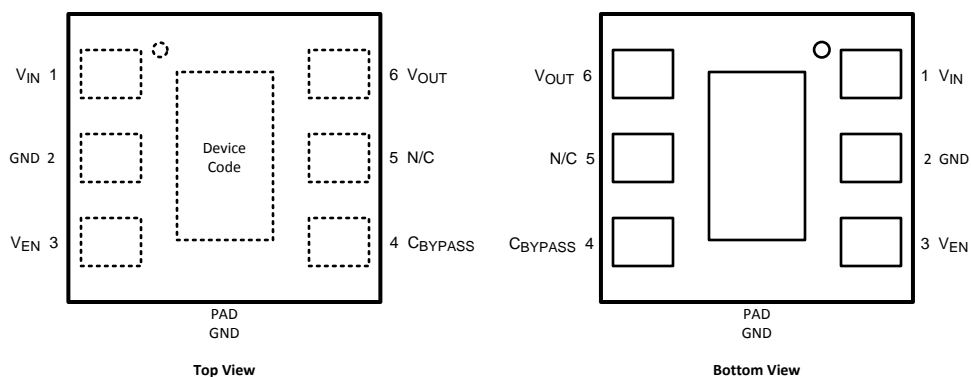 VIN 1
6 VOUT
GND 2
Device
Code
5 N/C
VEN 3
4 CBYPASS
PAD
GND
Top View
VOUT 6
1 VIN
N/C 5
2 GND
CBYPASS 4
3 VEN
PAD
GND
Bottom View